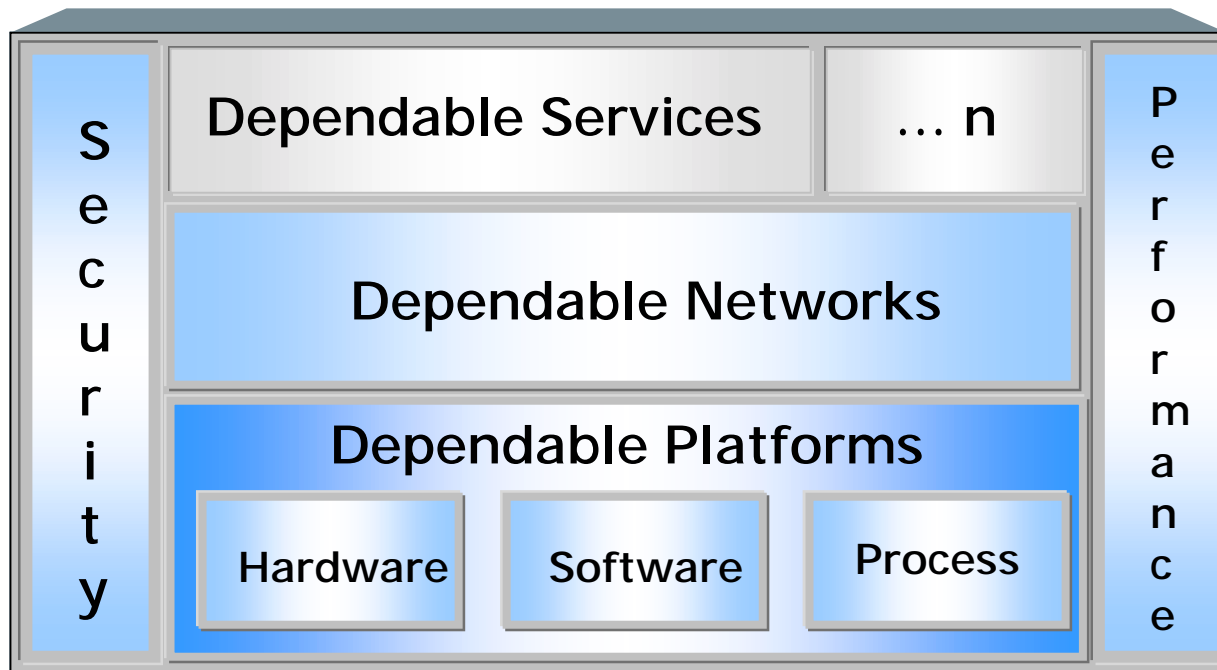 Security
Dependable Services
... n
Performance
Dependable Networks
Dependable Platforms
Hardware
Software
Process